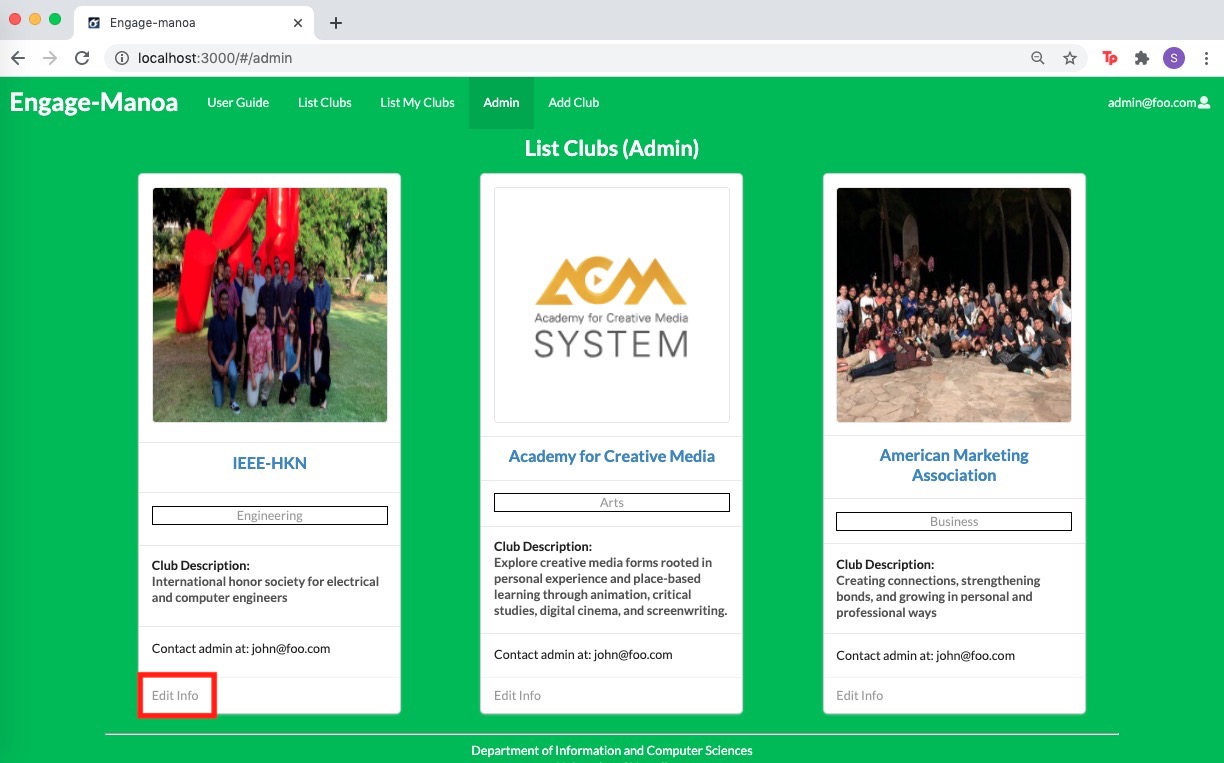 Engage-manoa
localhost:3000/#/admin
Tp
S
Engage-Manoa User Guide List Clubs List My Clubs Admin Add Club admin@foo.com
List Clubs (Admin)
IEEE-HKN
Engineering
Club Description:
International honor society for electrical
and computer engineers
Contact admin at: john@foo.com
Edit Info
ACM
Academy for Creative Media
SYSTEM
Academy for Creative Media
Arts
Club Description:
Explore creative media forms rooted in
personal experience and place-based
learning through animation, critical
studies, digital cinema, and screenwriting.
Contact admin at: john@foo.com
Edit Info
American Marketing
Association
Business
Club Description:
Creating connections, strengthening
bonds, and growing in personal and
professional ways
Contact admin at: john@foo.com
Edit Info
Department of Information and Computer Sciences